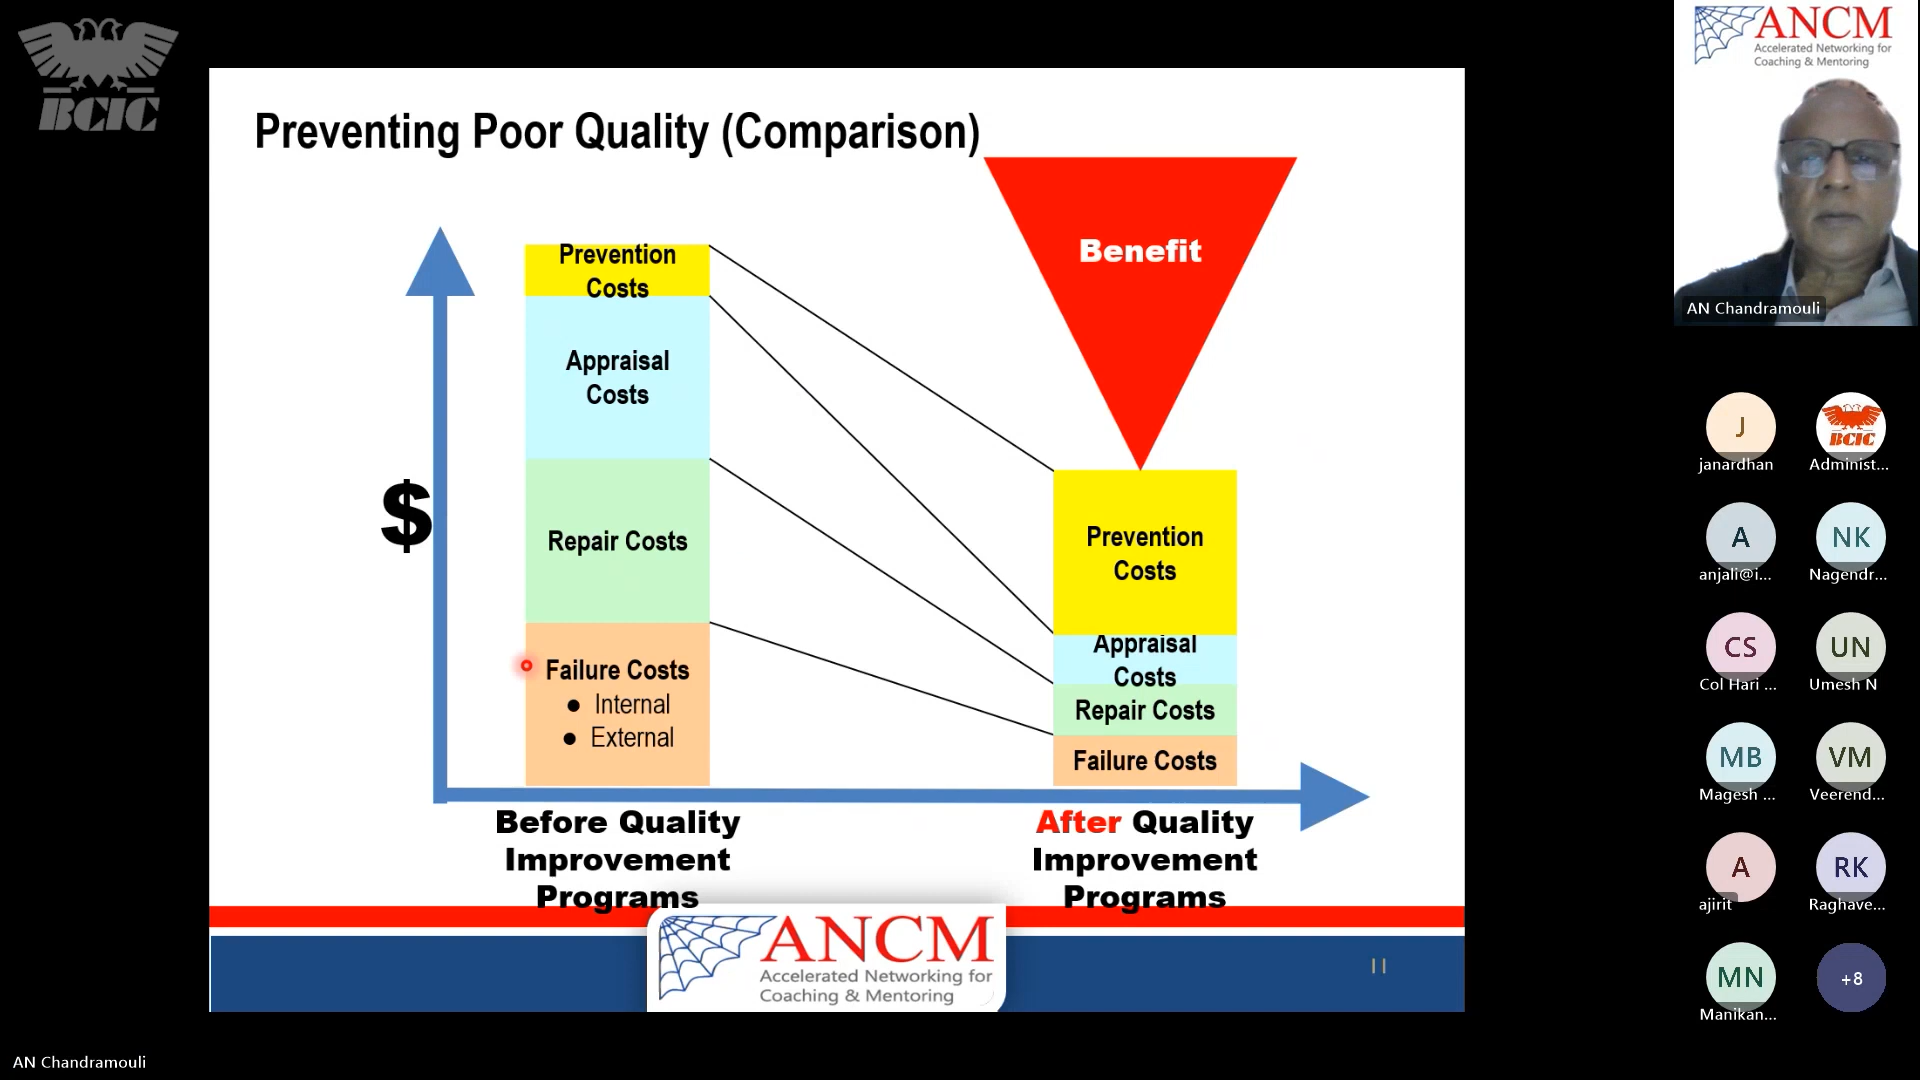 BCIC
Preventing Poor Quality (Comparison)
$
Prevention
Costs
Appraisal
Costs
Repair Costs
Failure Costs
● Internal
● External
Before Quality
Improvement
Programs
Benefit
Prevention
Costs
Appraisal
Costs
Repair Costs
Failure Costs
After Quality
Improvement
Programs
ANCM
Accelerated Networking for
Coaching & Mentoring
11
ANCM
Accelerated Networking for
Coaching & Mentoring
AN Chandramouli
J
janardhan
BCIC
Administ...
A
anjali@i...
NK
Nagendr...
CS
Col Hari ...
UN
Umesh N
MB
Magesh ...
VM
Veerend...
A
ajirit
RK
Raghave...
MN
Manikan...
+8
AN Chandramouli